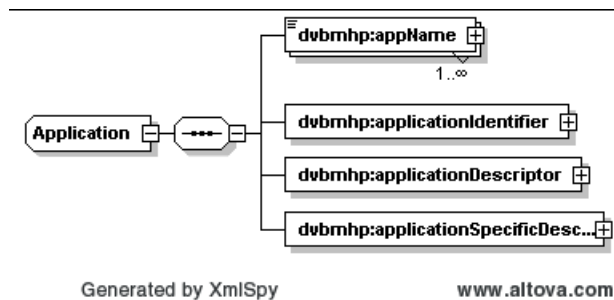 dvbmhp:appName
1..∞
Application
dvbmhp:applicationIdentifier
dvbmhp:applicationDescriptor
dvbmhp:applicationSpecificDesc...
Generated by XmlSpy www.altova.com